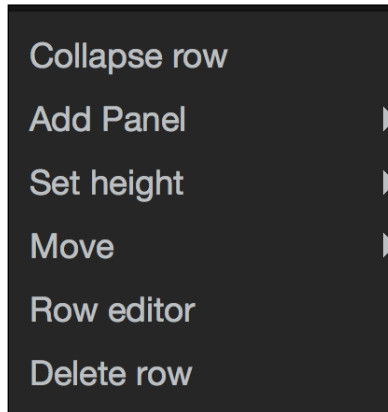 Collapse row
Add Panel
Set height
Move
Row editor
Delete row